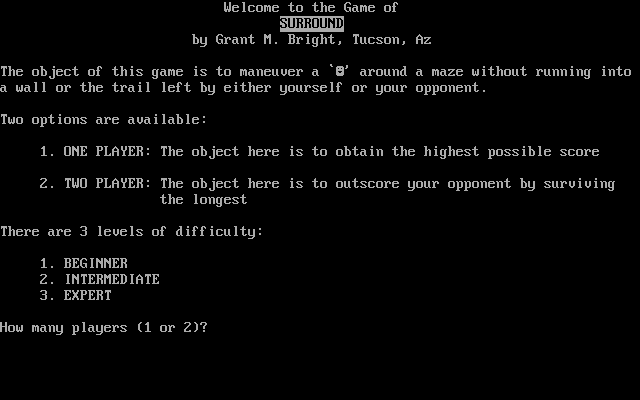 Welcome to the Game of
SURROUND
by Grant M. Bright, Tucson, Az
The object of this game is to maneuver a `☻' around a maze without running into
a wall or the trail left by either yourself or your opponent.
Two options are available:
1. ONE PLAYER: The object here is to obtain the highest possible score
2. TWO PLAYER: The object here is to outscore your opponent by surviving
the longest
There are 3 levels of difficulty:
1. BEGINNER
2. INTERMEDIATE
3. EXPERT
How many players (1 or 2)?